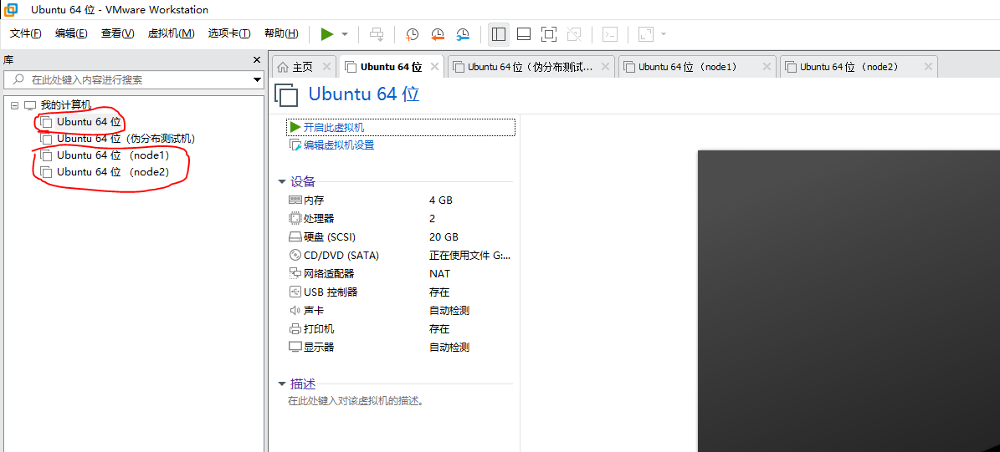 Ubuntu 64 位 - VMware Workstation
文件(F) 编辑(E) 查看(V) 虚拟机(M) 选项卡(T) 帮助(H)
库
在此处键入内容进行搜索
主页 Ubuntu 64 位 Ubuntu 64 位（伪分布测试... Ubuntu 64 位 （node1） Ubuntu 64 位 （node2）
我的计算机
Ubuntu 64 位
Ubuntu 64 位（伪分布测试机）
Ubuntu 64 位 （node1）
Ubuntu 64 位 （node2）
Ubuntu 64 位
开启此虚拟机
编辑虚拟机设置
设备
内存 4 GB
处理器 2
硬盘 (SCSI) 20 GB
CD/DVD (SATA) 正在使用文件 G:...
网络适配器 NAT
USB 控制器 存在
声卡 自动检测
打印机 存在
显示器 自动检测
描述
在此处键入对该虚拟机的描述。